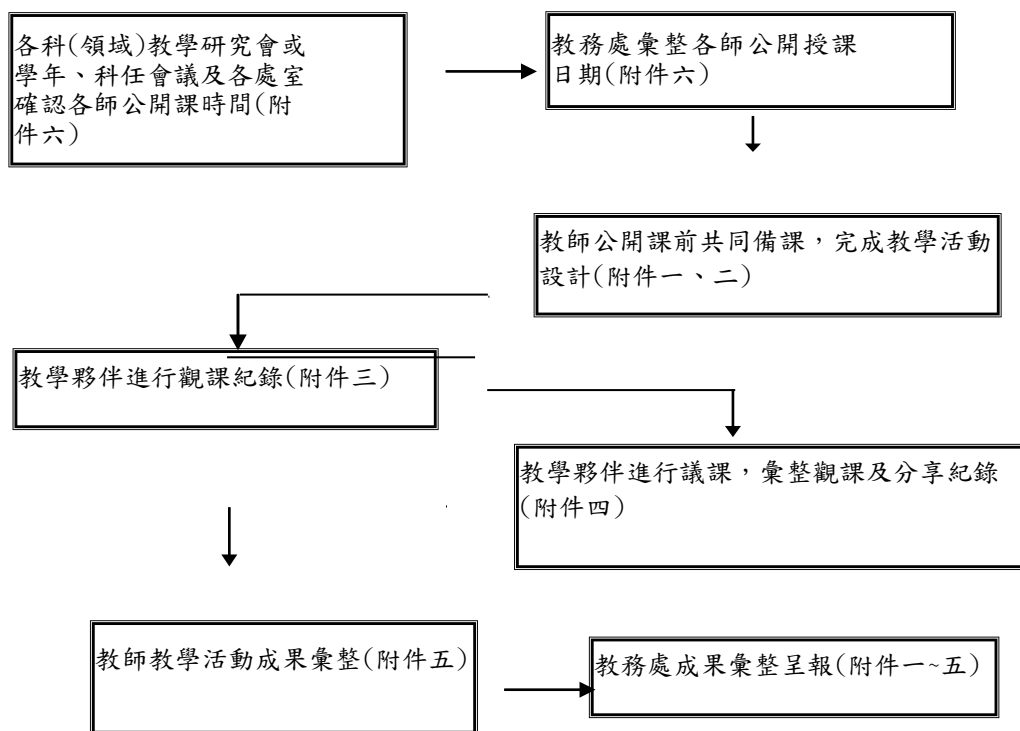 各科(領域)教學研究會或
學年、科任會議及各處室
確認各師公開課時間(附
件六)
教務處彙整各師公開授課
日期(附件六)
教師公開課前共同備課，完成教學活動
設計(附件一、二)
教學夥伴進行觀課紀錄(附件三)
教學夥伴進行議課，彙整觀課及分享紀錄
(附件四)
教師教學活動成果彙整(附件五)
教務處成果彙整呈報(附件一~五)